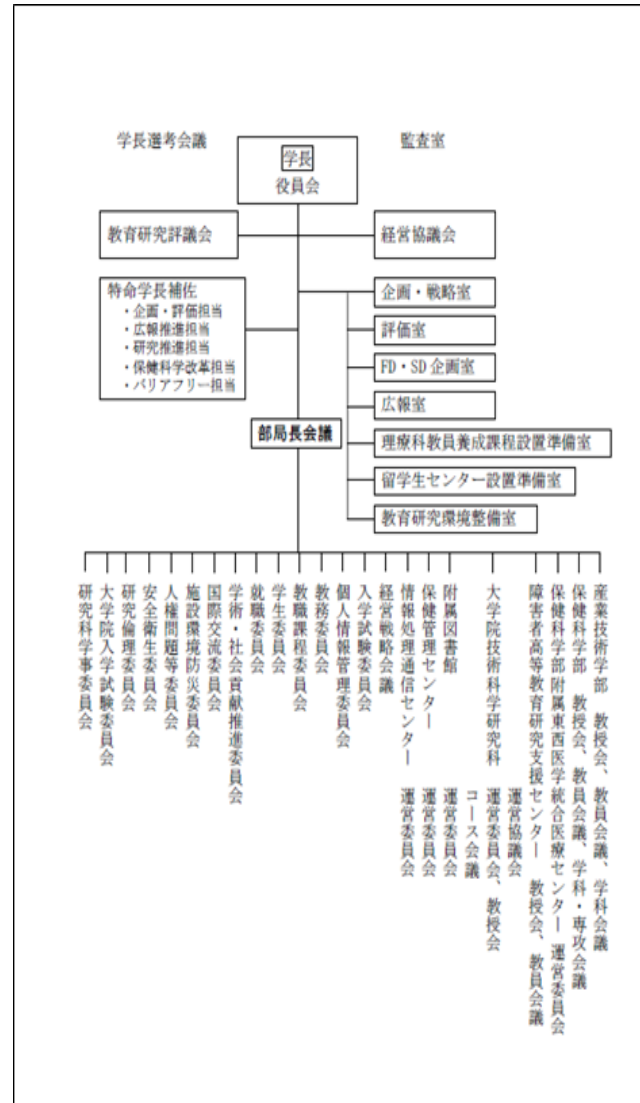 学長選考会議
監査室
学長
役員会
教育研究評議会
経営協議会
特命学長補佐
・企画・評価担当
・広報推進担当
・研究推進担当
・保健科学改革担当
・バリアフリー担当
企画・戦略室
評価室
FD・SD企画室
広報室
部局長会議
理療科教員養成課程設置準備室
留学生センター設置準備室
教育研究環境整備室
産業技術学部 教授会、教員会議、学科会議
保健科学部 教授会、教員会議、学科・専攻会議
保健科学部附属東西医学統合医療センター 運営委員会
障害者高等教育研究支援センター 教授会、教員会議
運営協議会
大学院技術科学研究科 運営委員会、教授会
コース会議
附属図書館 運営委員会
保健管理センター 運営委員会
情報処理通信センター 運営委員会
経営戦略会議
入学試験委員会
個人情報管理委員会
教務委員会
教職課程委員会
学生委員会
就職委員会
学術・社会貢献推進委員会
国際交流委員会
施設環境防災委員会
人権問題等委員会
安全衛生委員会
研究倫理委員会
大学院入学試験委員会
研究科学事委員会